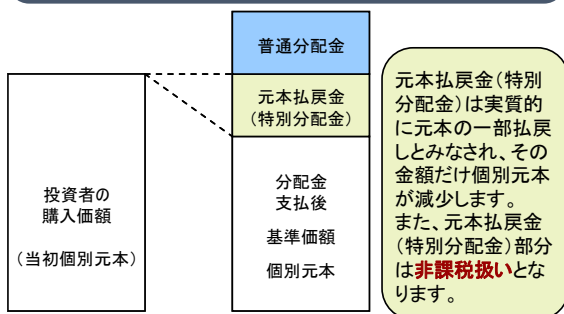 普通分配金
元本払戻金
(特別分配金)
投資者の
購入価額
(当初個別元本)
分配金
支払後
基準価額
個別元本
元本払戻金(特別
分配金)は実質的
に元本の一部払戻
しとみなされ、その
金額だけ個別元本
が減少します。
また、元本払戻金
(特別分配金)部分
は非課税扱いとな
ります。